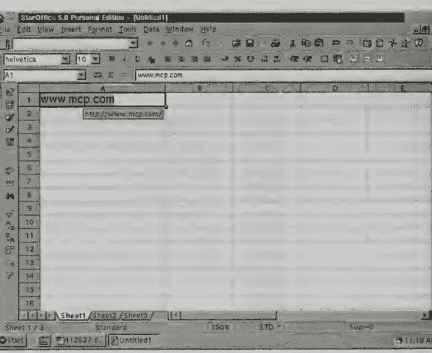 StarOffice 5.0 Personal Edition - [Untitled1]
File Edit View Insert Format Tools Data Window Help
helvetica 10
A1 www.mcp.com
A B C D E
1 www.mcp.com
2 http://www.mcp.com/
3
4
5
6
7
8
9
10
11
12
13
14
15
16
Sheet1 Sheet2 Sheet3
Sheet 1 / 3 Standard 150% STD Sum=0
Start Untitled1